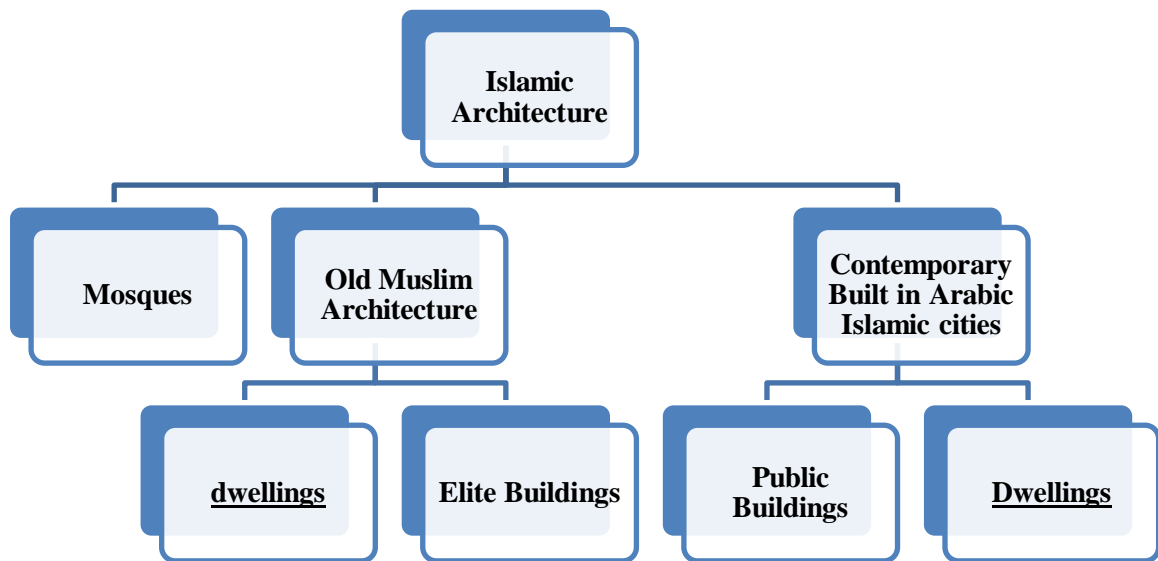 Islamic
Architecture
Mosques
Old Muslim
Architecture
Contemporary
Built in Arabic
Islamic cities
dwellings
Elite Buildings
Public
Buildings
Dwellings